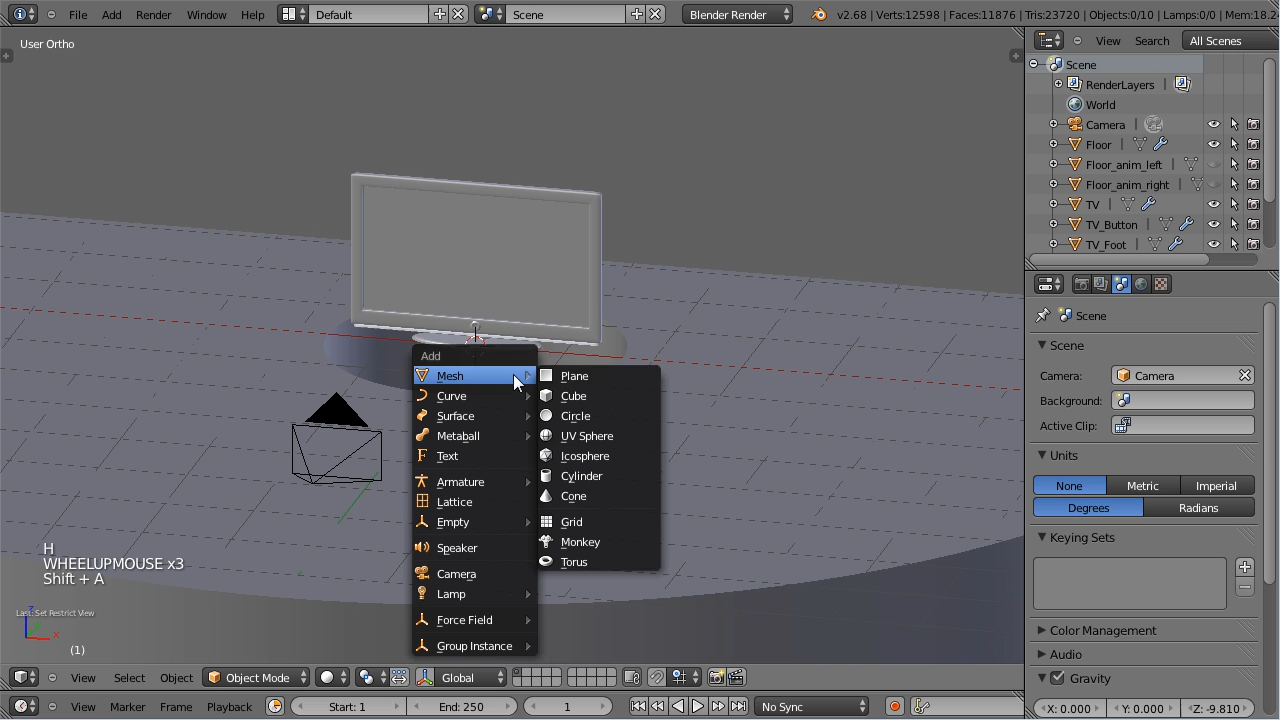 File Add Render Window Help Default Scene Blender Render v2.68 | Verts:12598 | Faces:11876 | Tris:23720 | Objects:0/10 | Lamps:0/0 | Mem:18.2
User Ortho
View Search All Scenes
Scene
RenderLayers
World
Camera
Floor
Floor_anim_left
Floor_anim_right
TV
TV_Button
TV_Foot
Add
Mesh
Curve
Surface
Metaball
Text
Armature
Lattice
Empty
Speaker
Camera
Lamp
Force Field
Group Instance
Plane
Cube
Circle
UV Sphere
Icosphere
Cylinder
Cone
Grid
Monkey
Torus
Scene
Scene
Camera: Camera
Background:
Active Clip:
Units
None Metric Imperial
Degrees Radians
Keying Sets
Color Management
Audio
Gravity
X: 0.000 Y: 0.000 Z: -9.810
H
WHEELUPMOUSE x3
Shift + A
Last: Set Restrict View
z
y
x
(1)
View Select Object Object Mode Global
View Marker Frame Playback Start: 1 End: 250 1 No Sync